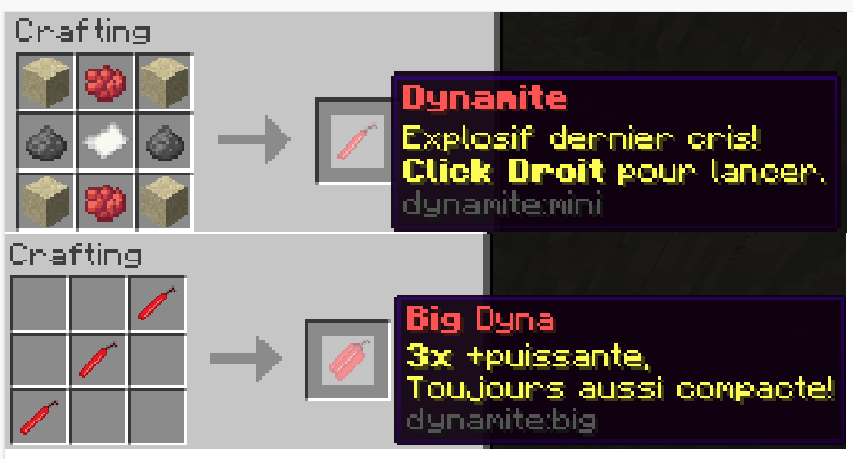 Crafting
Dynamite
Explosif dernier cris!
Click Droit pour lancer.
dynamite:mini
Crafting
Big Dyna
3x +puissante,
Toujours aussi compacte!
dynamite:big